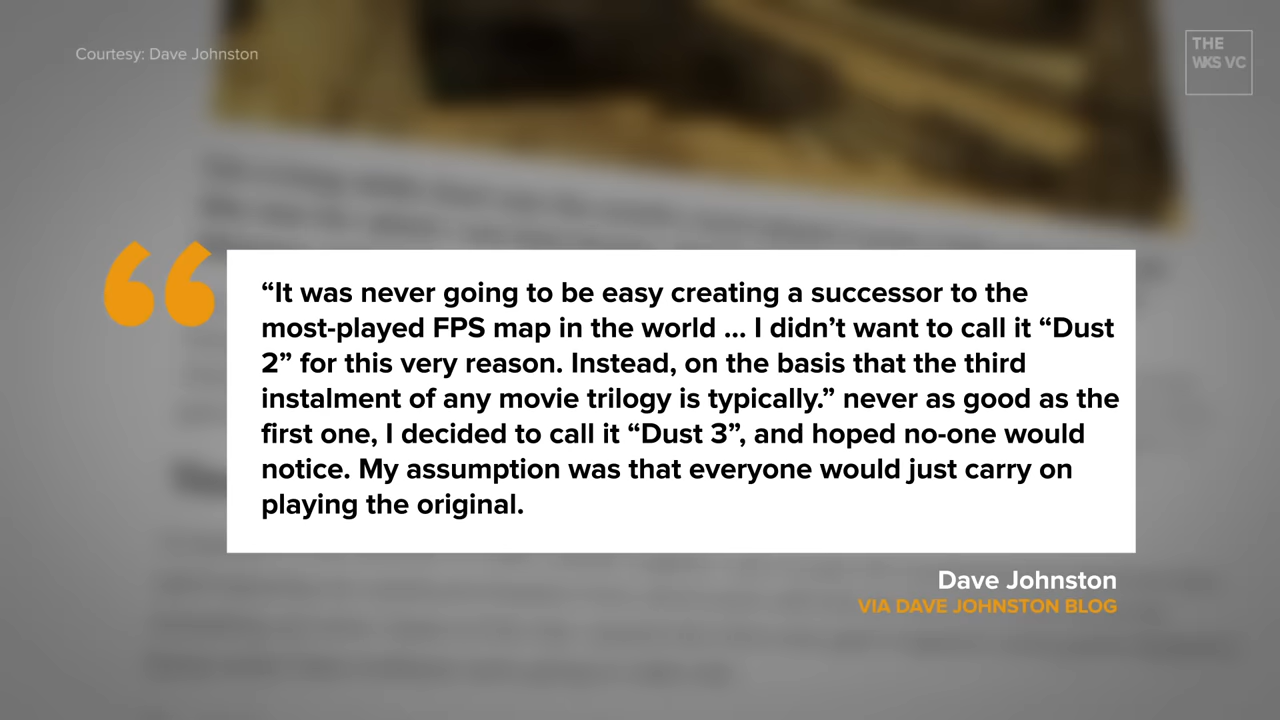 Courtesy: Dave Johnston
THE
WKS VC
“It was never going to be easy creating a successor to the
most-played FPS map in the world ... I didn’t want to call it “Dust
2” for this very reason. Instead, on the basis that the third
instalment of any movie trilogy is typically.” never as good as the
first one, I decided to call it “Dust 3”, and hoped no-one would
notice. My assumption was that everyone would just carry on
playing the original.
Dave Johnston
VIA DAVE JOHNSTON BLOG